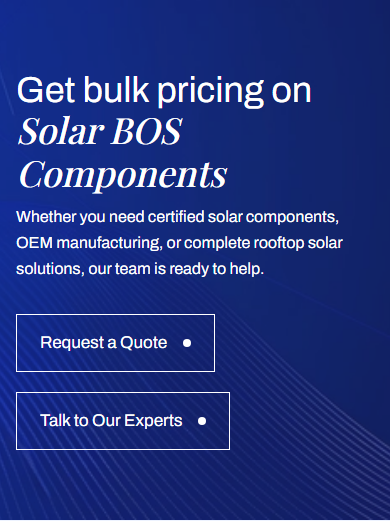 Get bulk pricing on
Solar BOS
Components
Whether you need certified solar components,
OEM manufacturing, or complete rooftop solar
solutions, our team is ready to help.
Request a Quote
Talk to Our Experts